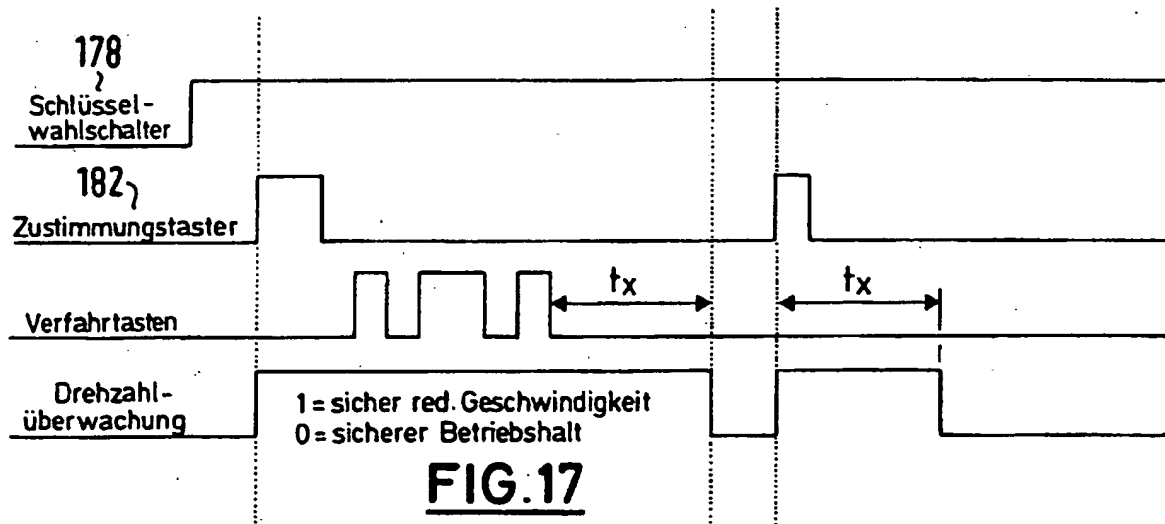 178
Schlüssel-
wahlschalter
182
Zustimmungstaster
Verfahrtasten
tx
tx
Drehzahl-
überwachung
1 = sicher red. Geschwindigkeit
0 = sicherer Betriebshalt
FIG.17